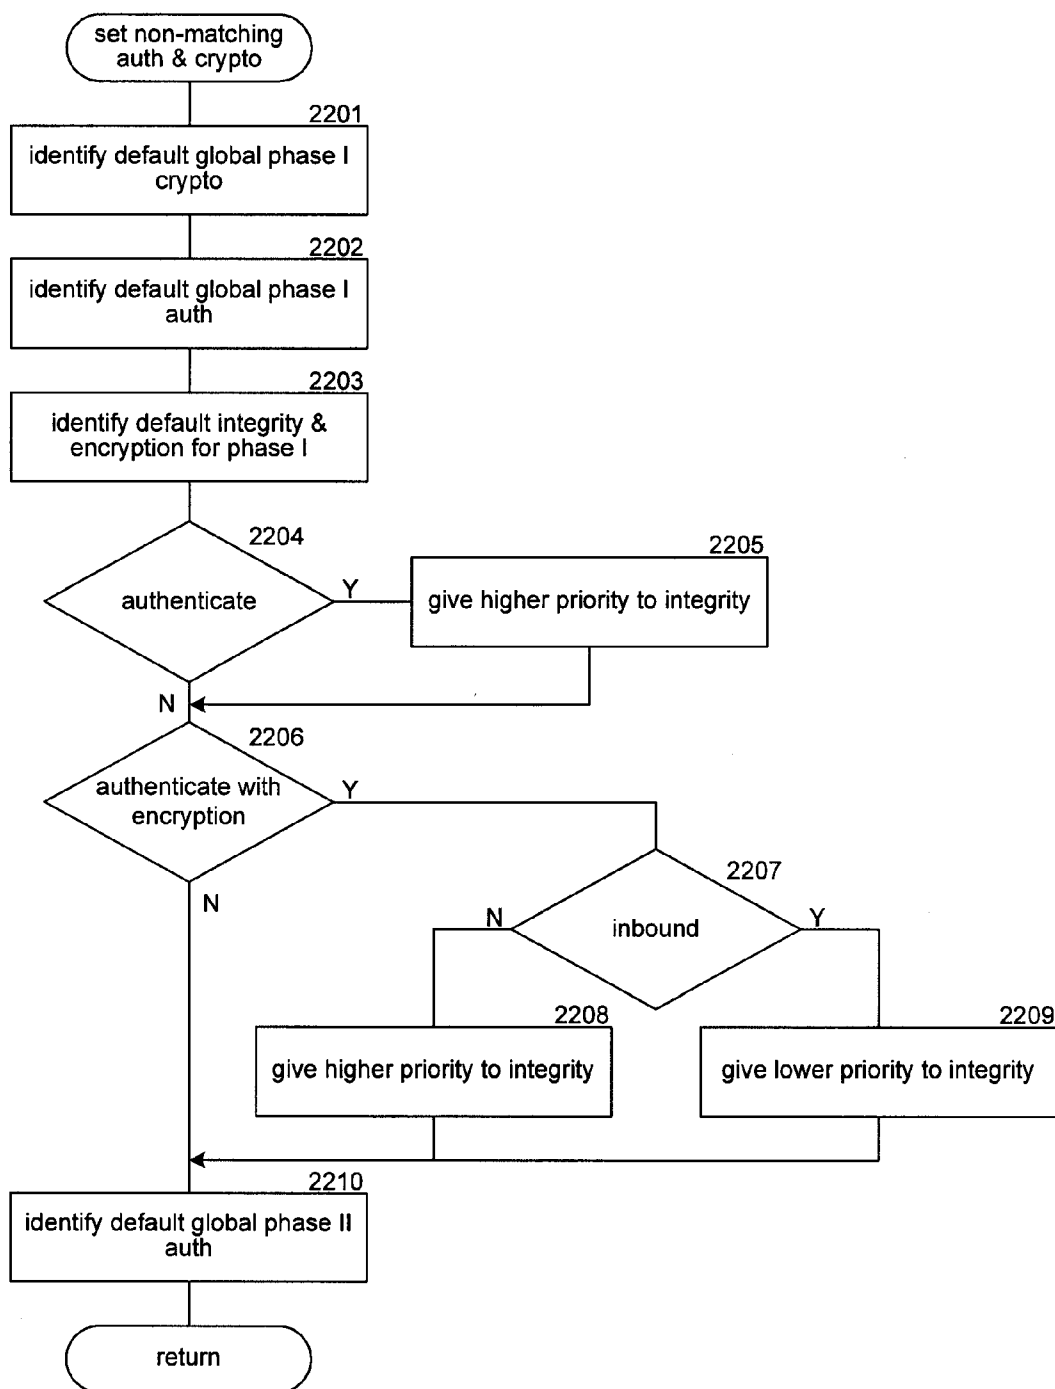 set non-matching
auth & crypto
2201
identify default global phase I
crypto
2202
identify default global phase I
auth
2203
identify default integrity &
encryption for phase I
2204
authenticate
Y
2205
give higher priority to integrity
N
2206
authenticate with
encryption
Y
N
2207
inbound
N
Y
2208
give higher priority to integrity
2209
give lower priority to integrity
2210
identify default global phase II
auth
return